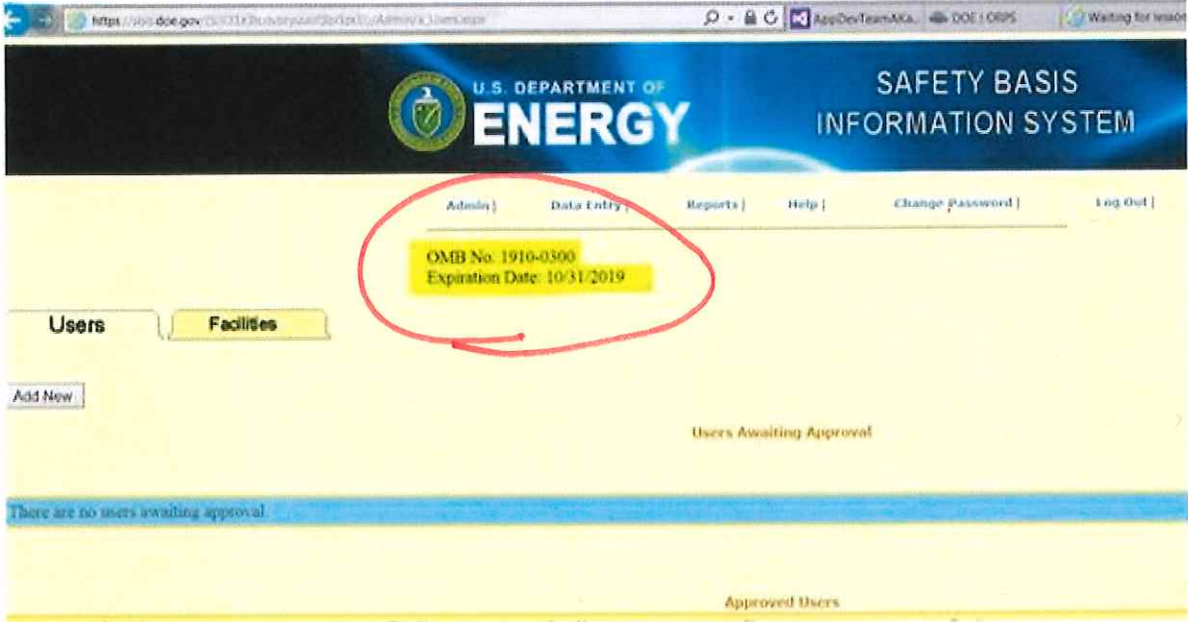 https://sbis.doe.gov
AppDevTeamAKA... DOE | ORPS Waiting for
U.S. DEPARTMENT OF
ENERGY
SAFETY BASIS
INFORMATION SYSTEM
Admin | Data Entry | Reports | Help | Change Password | Log Out |
OMB No: 1910-0300
Expiration Date: 10/31/2019
Users Facilities
Add New
Users Awaiting Approval
There are no users awaiting approval.
Approved Users